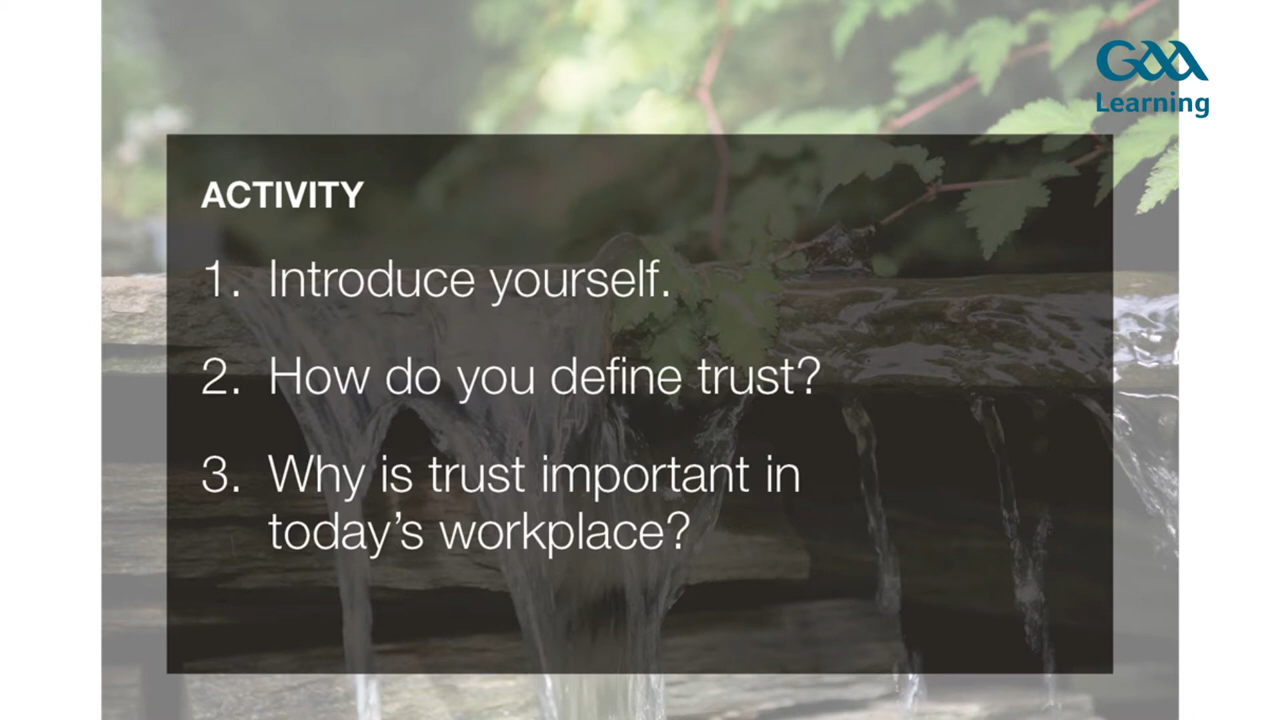 GAA
Learning
ACTIVITY
1. Introduce yourself.
2. How do you define trust?
3. Why is trust important in
today's workplace?